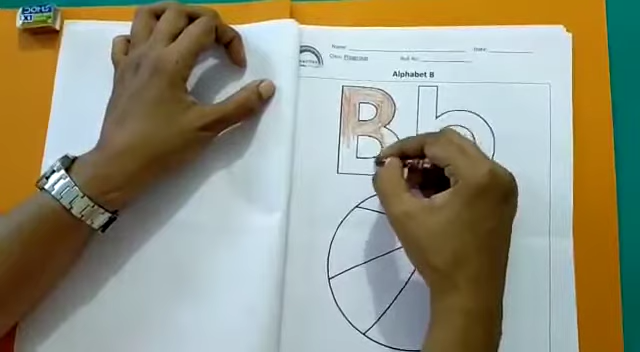 DOMS
Name: Date:
Class: Playgroup Roll No:
Alphabet B
B b